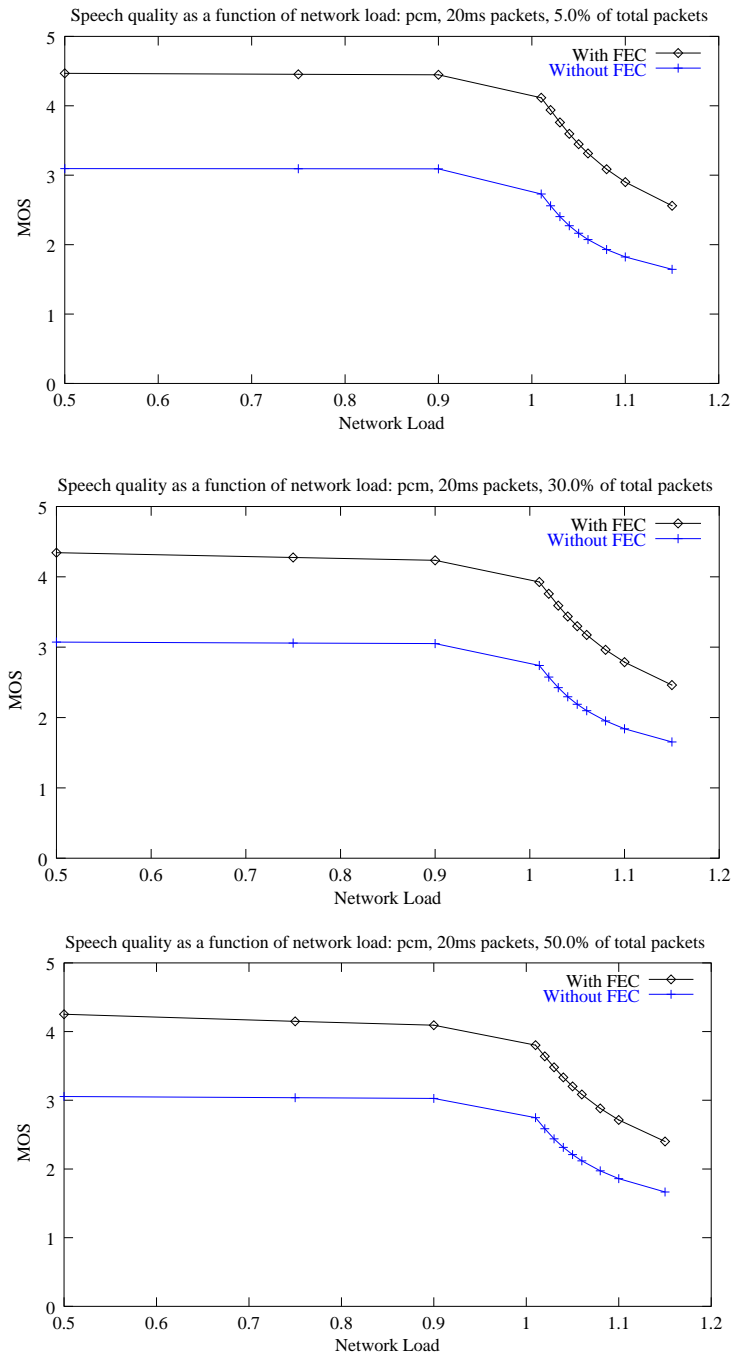 Speech quality as a function of network load: pcm, 20ms packets, 5.0% of total packets
5
With FEC
Without FEC
4
3
MOS
2
1
0
0.5 0.6 0.7 0.8 0.9 1 1.1 1.2
Network Load
Speech quality as a function of network load: pcm, 20ms packets, 30.0% of total packets
5
With FEC
Without FEC
4
3
MOS
2
1
0
0.5 0.6 0.7 0.8 0.9 1 1.1 1.2
Network Load
Speech quality as a function of network load: pcm, 20ms packets, 50.0% of total packets
5
With FEC
Without FEC
4
3
MOS
2
1
0
0.5 0.6 0.7 0.8 0.9 1 1.1 1.2
Network Load